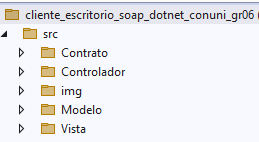 cliente_escritorio_soap_dotnet_conuni_gr06 (
src
Contrato
Controlador
img
Modelo
Vista